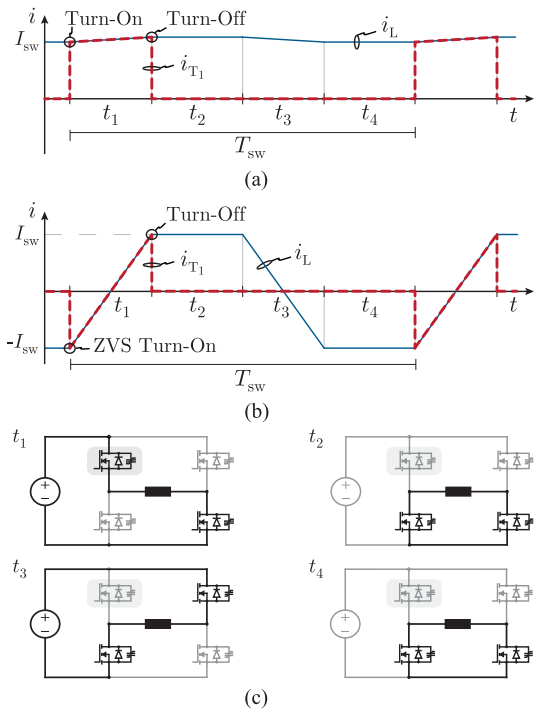 i Turn-On Turn-Off
I_sw
i_L
i_T1
t_1 t_2 t_3 t_4 t
T_sw
(a)
i Turn-Off
I_sw
i_T1 i_L
t_1 t_2 t_3 t_4 t
-I_sw ZVS Turn-On
T_sw
(b)
t_1 t_2
+ +
− −
t_3 t_4
+ +
− −
(c)